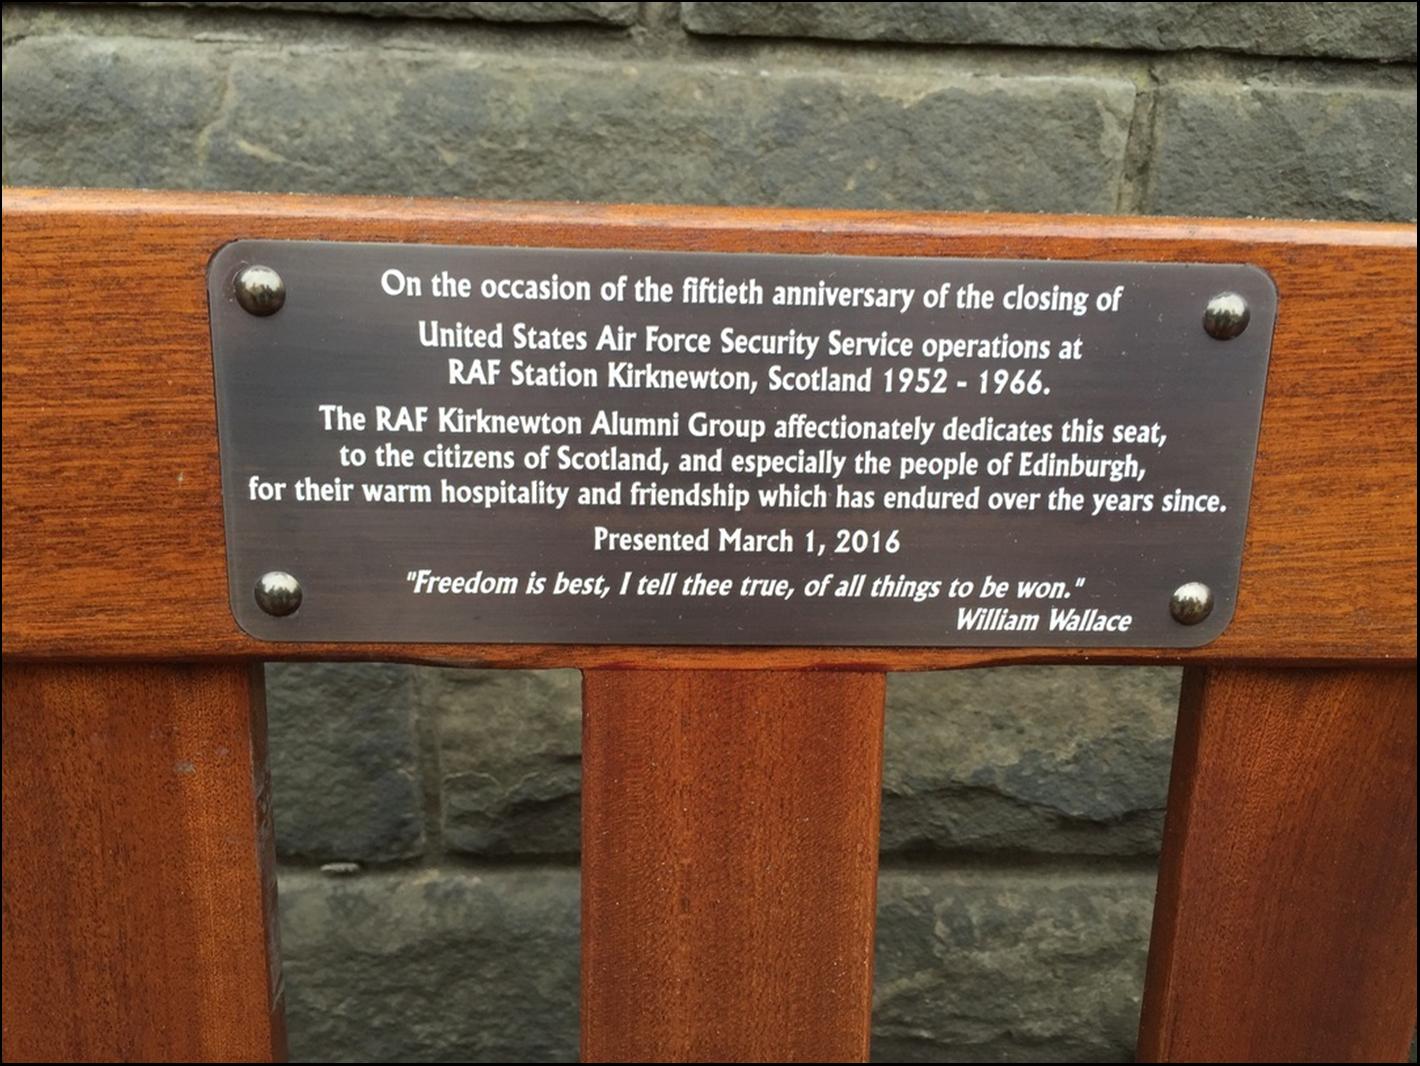 On the occasion of the fiftieth anniversary of the closing of
United States Air Force Security Service operations at
RAF Station Kirknewton, Scotland 1952 - 1966.
The RAF Kirknewton Alumni Group affectionately dedicates this seat,
to the citizens of Scotland, and especially the people of Edinburgh,
for their warm hospitality and friendship which has endured over the years since.
Presented March 1, 2016
"Freedom is best, I tell thee true, of all things to be won."
William Wallace